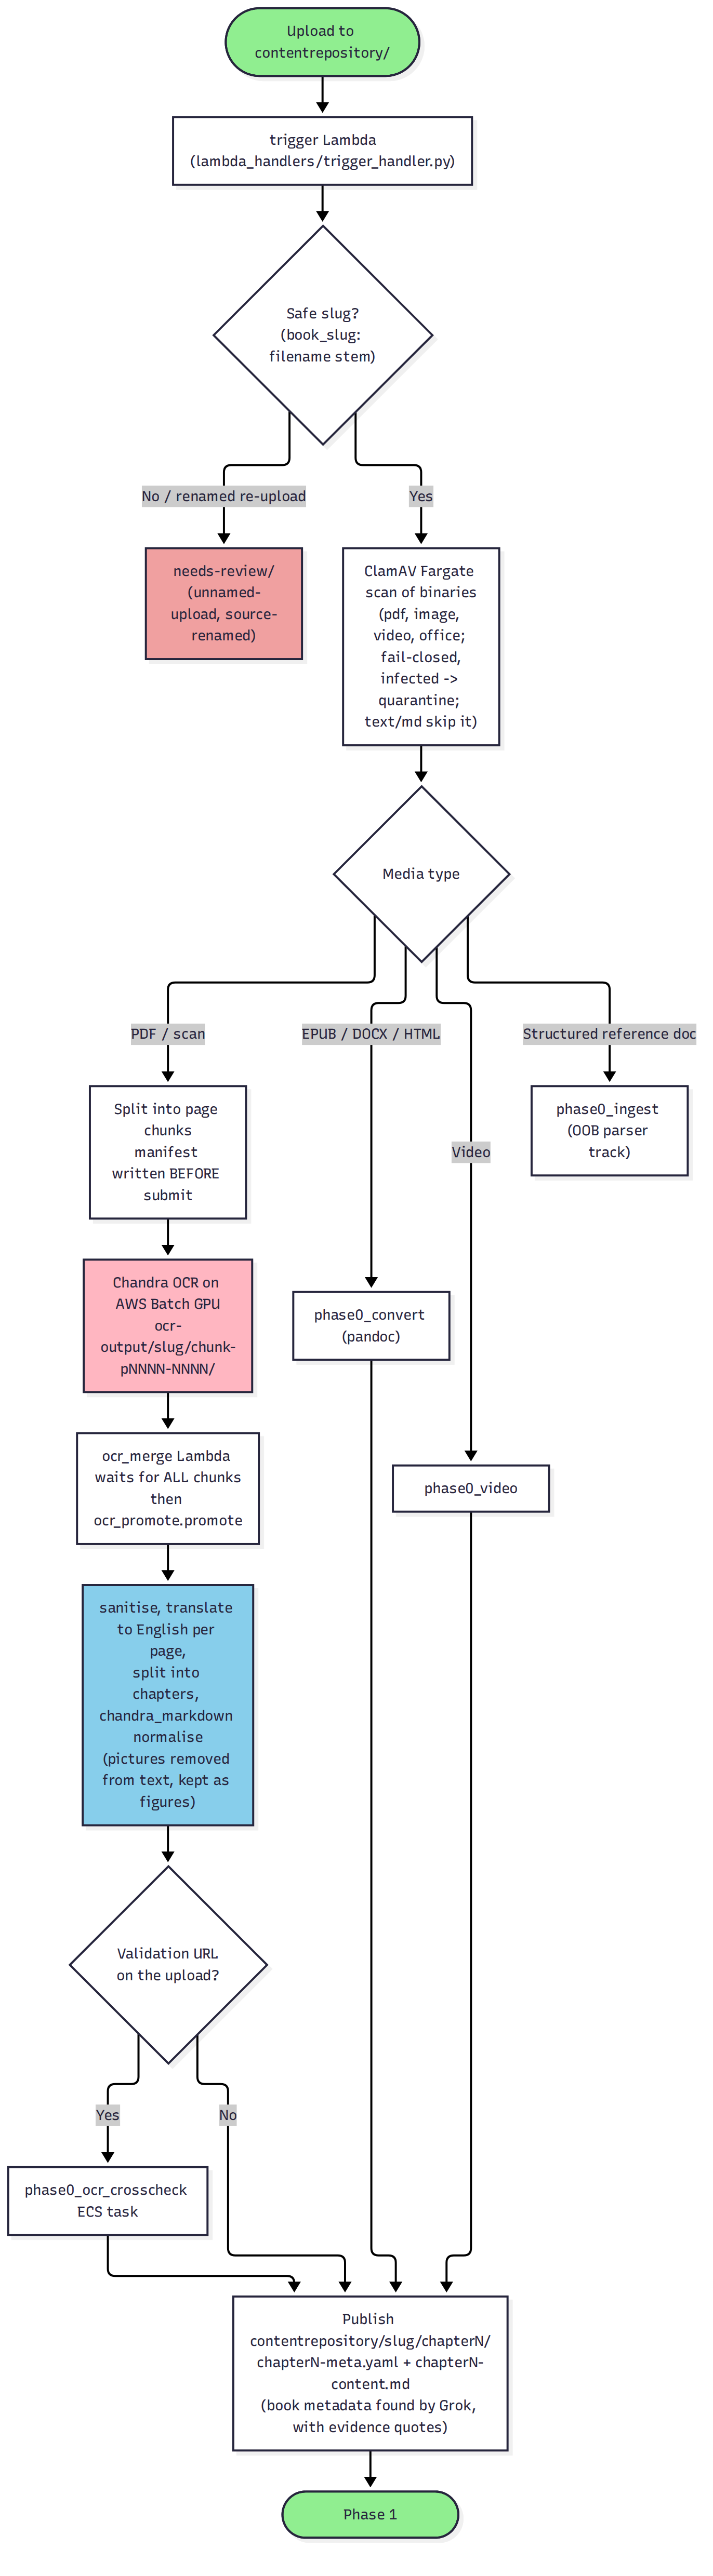 Upload to
contentrepository/
trigger Lambda
(lambda_handlers/trigger_handler.py)
Safe slug?
(book_slug:
filename stem)
No / renamed re-upload
Yes
needs-review/
(unnamed-
upload, source-
renamed)
ClamAV Fargate
scan of binaries
(pdf, image,
video, office;
fail-closed,
infected ->
quarantine;
text/md skip it)
Media type
PDF / scan
EPUB / DOCX / HTML
Structured reference doc
Split into page
chunks
manifest
written BEFORE
submit
phase0_ingest
(OOB parser
track)
Video
Chandra OCR on
AWS Batch GPU
ocr-
output/slug/chunk-
pNNNN-NNNN/
phase0_convert
(pandoc)
ocr_merge Lambda
waits for ALL chunks
then
ocr_promote.promote
phase0_video
sanitise, translate
to English per
page,
split into
chapters,
chandra_markdown
normalise
(pictures removed
from text, kept as
figures)
Validation URL
on the upload?
Yes
No
phase0_ocr_crosscheck
ECS task
Publish
contentrepository/slug/chapterN/
chapterN-meta.yaml + chapterN-
content.md
(book metadata found by Grok,
with evidence quotes)
Phase 1